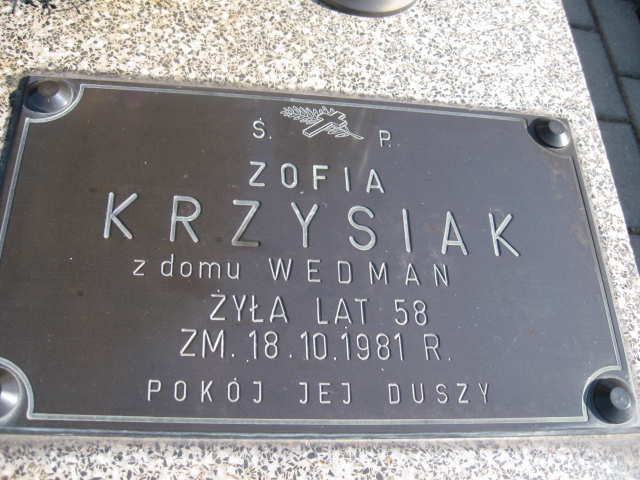 Ś. P.
ZOFIA
KRZYSIAK
z domu WEDMAN
ŻYŁA LAT 58
ZM. 18.10.1981 R.
POKÓJ JEJ DUSZY